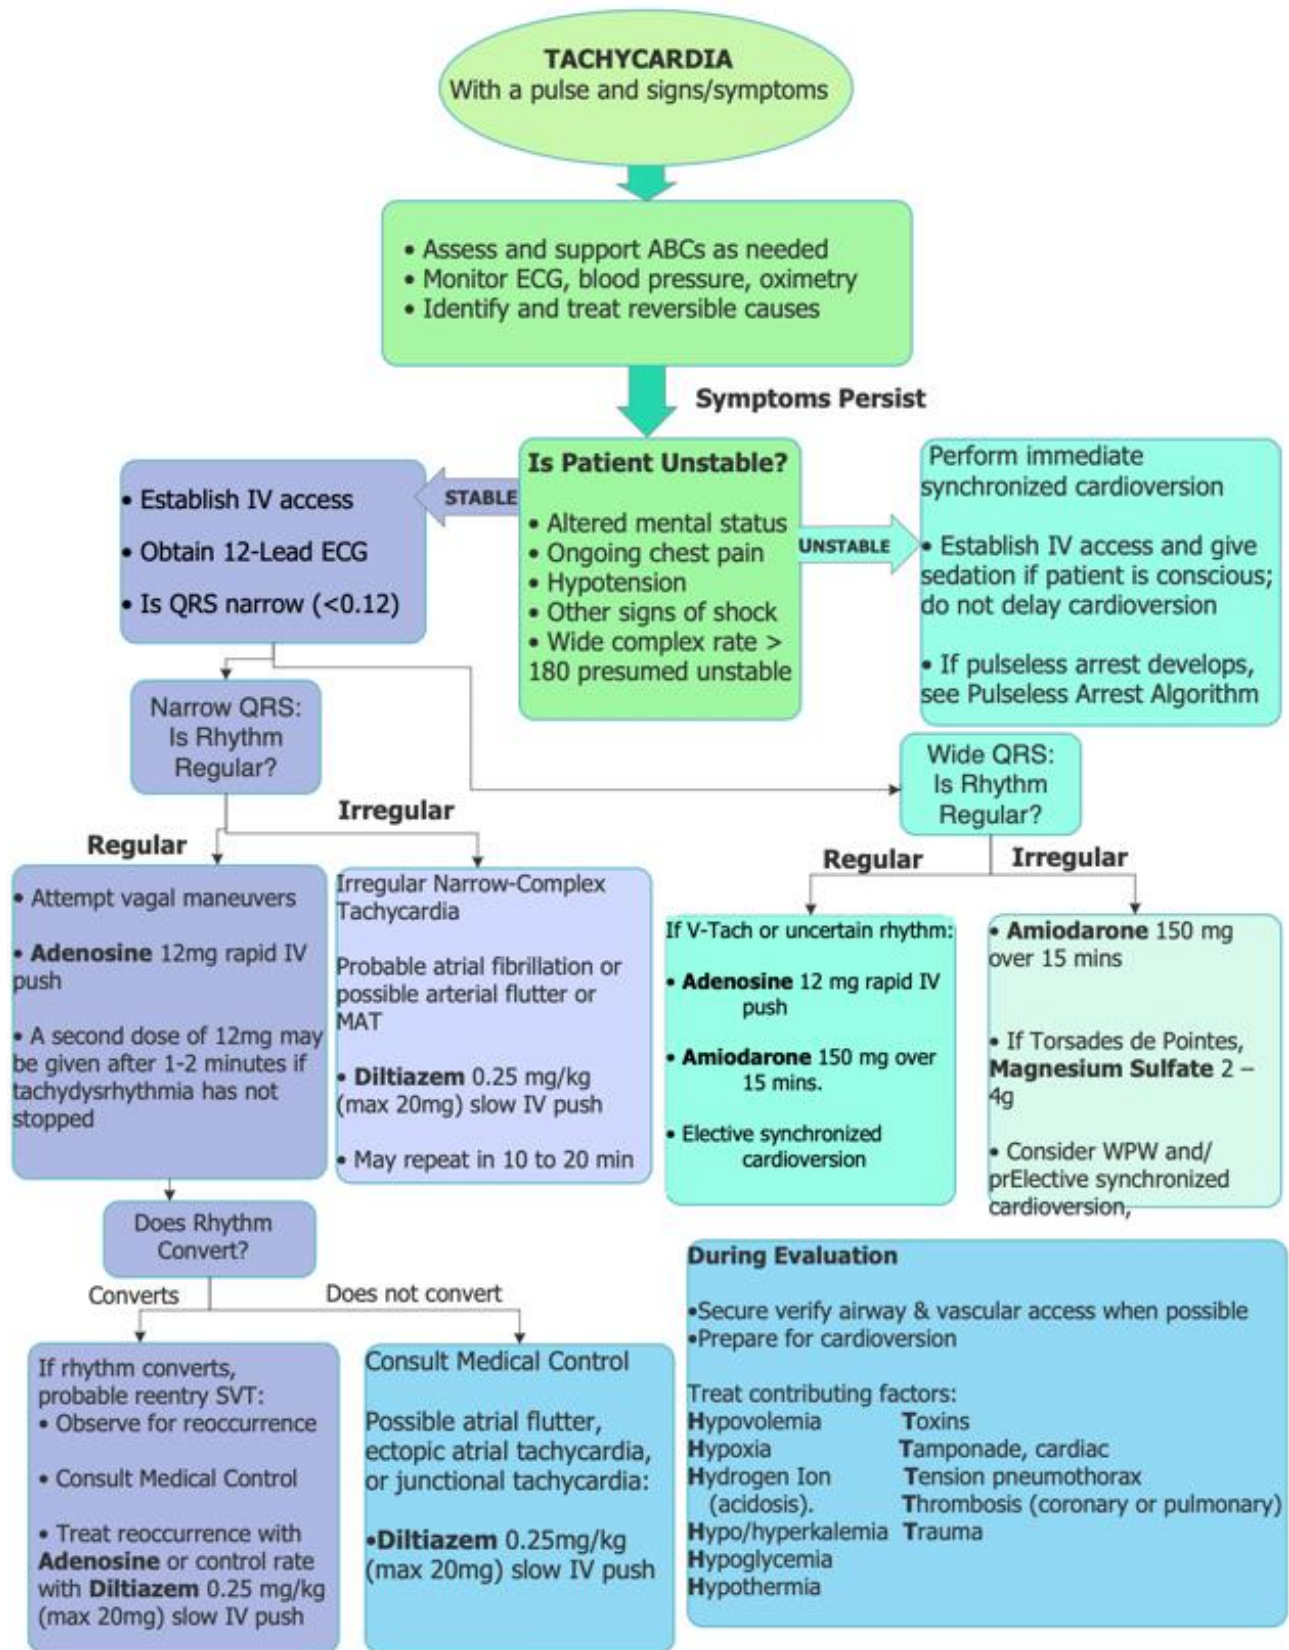 TACHYCARDIA
With a pulse and signs/symptoms
• Assess and support ABCs as needed
• Monitor ECG, blood pressure, oximetry
• Identify and treat reversible causes
Symptoms Persist
Is Patient Unstable?
• Altered mental status
• Ongoing chest pain
• Hypotension
• Other signs of shock
• Wide complex rate >
180 presumed unstable
STABLE
UNSTABLE
• Establish IV access
• Obtain 12-Lead ECG
• Is QRS narrow (<0.12)
Perform immediate
synchronized cardioversion
• Establish IV access and give
sedation if patient is conscious;
do not delay cardioversion
• If pulseless arrest develops,
see Pulseless Arrest Algorithm
Narrow QRS:
Is Rhythm
Regular?
Wide QRS:
Is Rhythm
Regular?
Regular
Irregular
• Attempt vagal maneuvers
• Adenosine 12mg rapid IV
push
• A second dose of 12mg may
be given after 1-2 minutes if
tachydysrhythmia has not
stopped
Irregular Narrow-Complex
Tachycardia
Probable atrial fibrillation or
possible arterial flutter or
MAT
• Diltiazem 0.25 mg/kg
(max 20mg) slow IV push
• May repeat in 10 to 20 min
Regular
Irregular
If V-Tach or uncertain rhythm:
• Adenosine 12 mg rapid IV
push
• Amiodarone 150 mg over
15 mins.
• Elective synchronized
cardioversion
• Amiodarone 150 mg
over 15 mins
• If Torsades de Pointes,
Magnesium Sulfate 2 –
4g
• Consider WPW and/
prElective synchronized
cardioversion,
Does Rhythm
Convert?
Converts
Does not convert
If rhythm converts,
probable reentry SVT:
• Observe for reoccurrence
• Consult Medical Control
• Treat reoccurrence with
Adenosine or control rate
with Diltiazem 0.25 mg/kg
(max 20mg) slow IV push
Consult Medical Control
Possible atrial flutter,
ectopic atrial tachycardia,
or junctional tachycardia:
•Diltiazem 0.25mg/kg
(max 20mg) slow IV push
During Evaluation
•Secure verify airway & vascular access when possible
•Prepare for cardioversion
Treat contributing factors:
Hypovolemia Toxins
Hypoxia Tamponade, cardiac
Hydrogen Ion Tension pneumothorax
(acidosis). Thrombosis (coronary or pulmonary)
Hypo/hyperkalemia Trauma
Hypoglycemia
Hypothermia